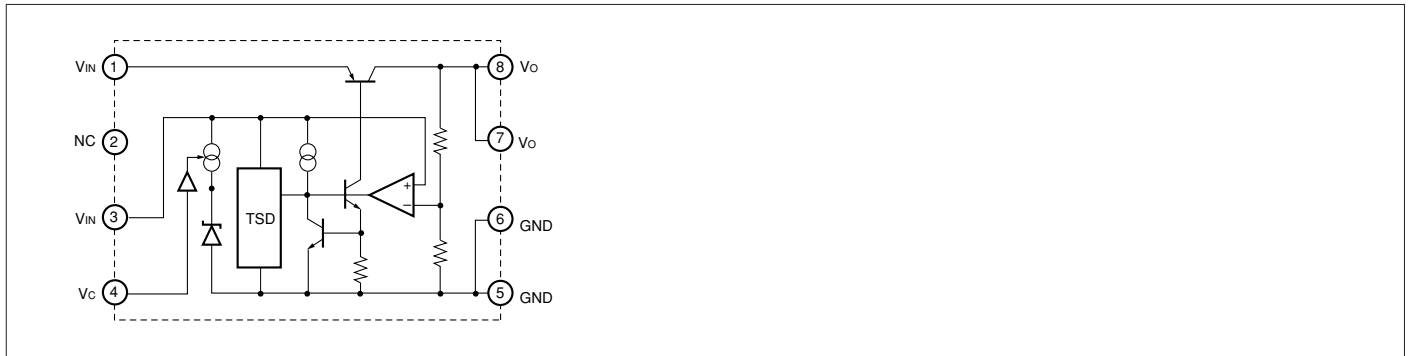 VIN 1
8 VO
NC 2
7 VO
+
−
VIN 3
TSD
6 GND
VC 4
5 GND